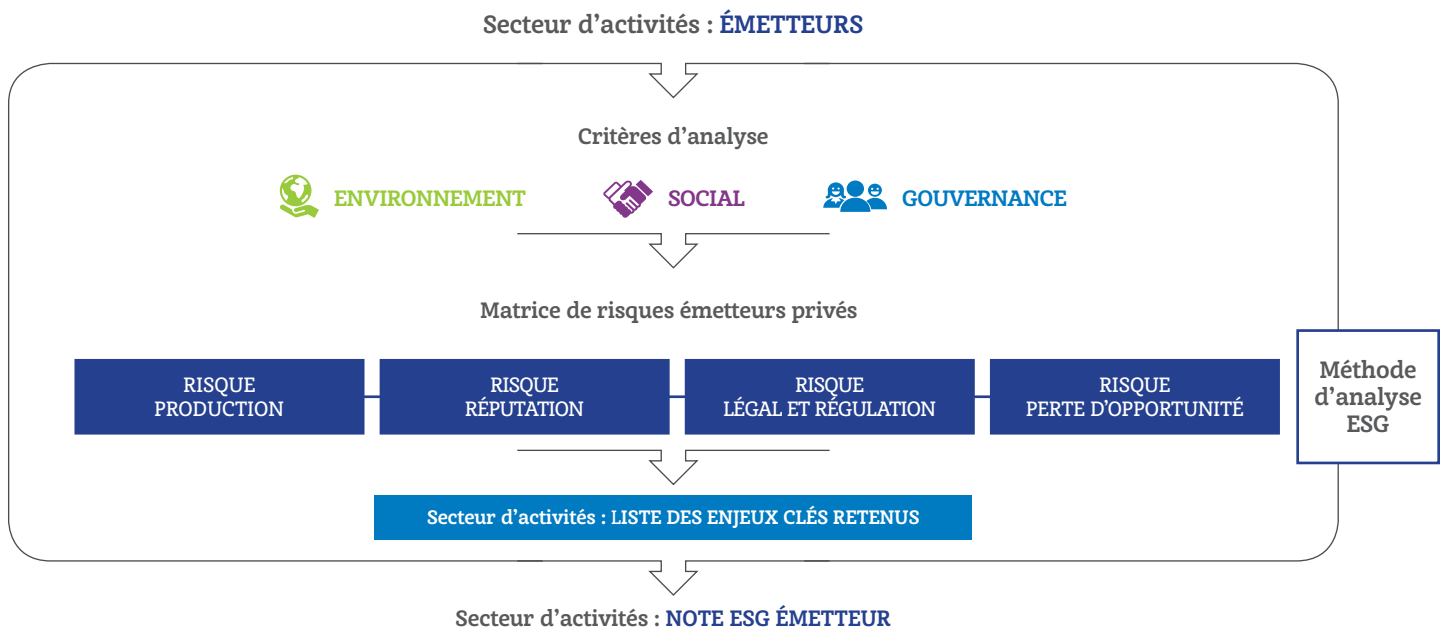 Secteur d’activités : ÉMETTEURS
Critères d’analyse
ENVIRONNEMENT
SOCIAL
GOUVERNANCE
Matrice de risques émetteurs privés
RISQUE
PRODUCTION
RISQUE
RÉPUTATION
RISQUE
LÉGAL ET RÉGULATION
RISQUE
PERTE D’OPPORTUNITÉ
Méthode
d’analyse
ESG
Secteur d’activités : LISTE DES ENJEUX CLÉS RETENUS
Secteur d’activités : NOTE ESG ÉMETTEUR